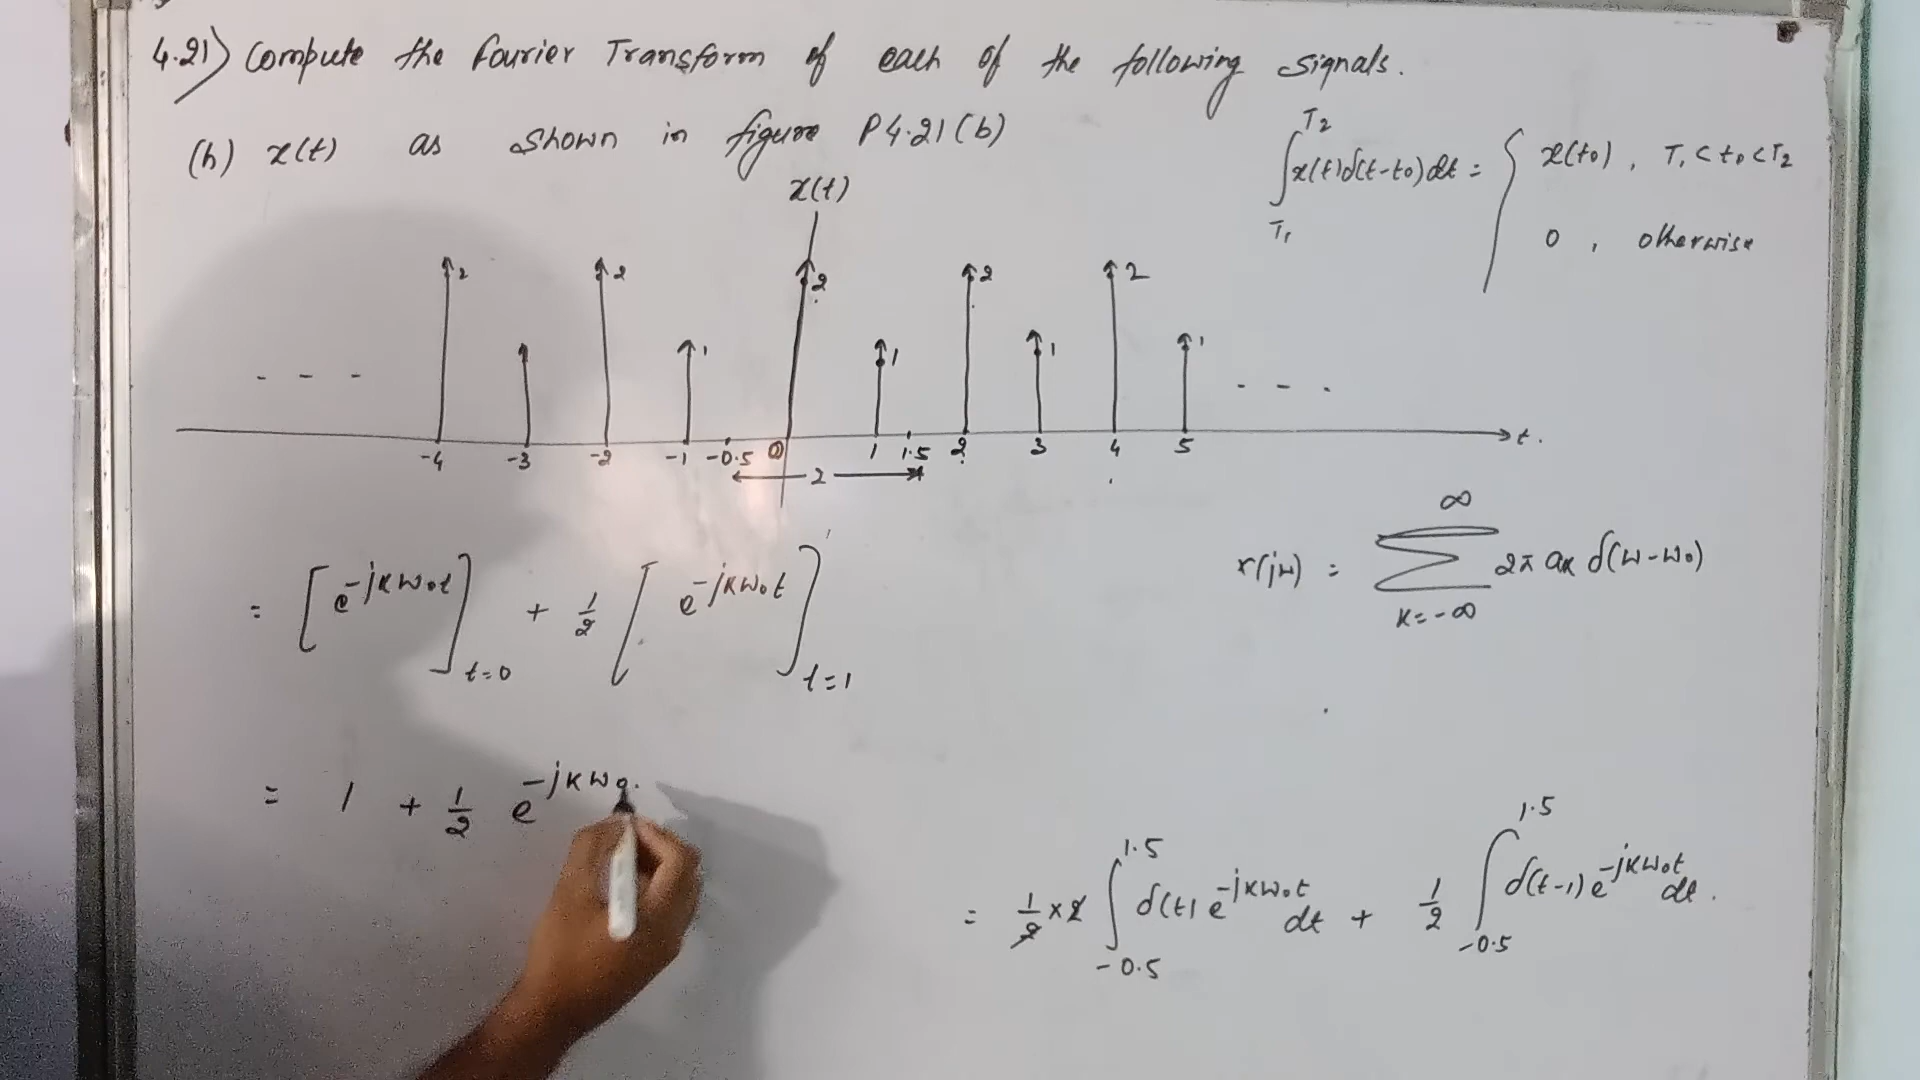 4.21) Compute the Fourier Transform of each of the following signals.
(h) x(t) as shown in figure P4.21(b)
∫_{T1}^{T2} x(t)δ(t-t0)dt = { x(t0), T1 < t0 < T2
0, otherwise
x(t)
2 2 2 2 2
1 1 1 1
- - - - - -
-4 -3 -2 -1 -0.5 0 1 1.5 2 3 4 5 t.
2
x(jω) = ∑_{k=-∞}^{∞} 2π ak δ(ω-ω0)
= [e^{-jkω0t}]_{t=0} + 1/2 [e^{-jkω0t}]_{t=1}
= 1 + 1/2 e^{-jkω0.}
= 1/2 × 2 ∫_{-0.5}^{1.5} δ(t) e^{-jkω0t} dt + 1/2 ∫_{-0.5}^{1.5} δ(t-1) e^{-jkω0t} dt.